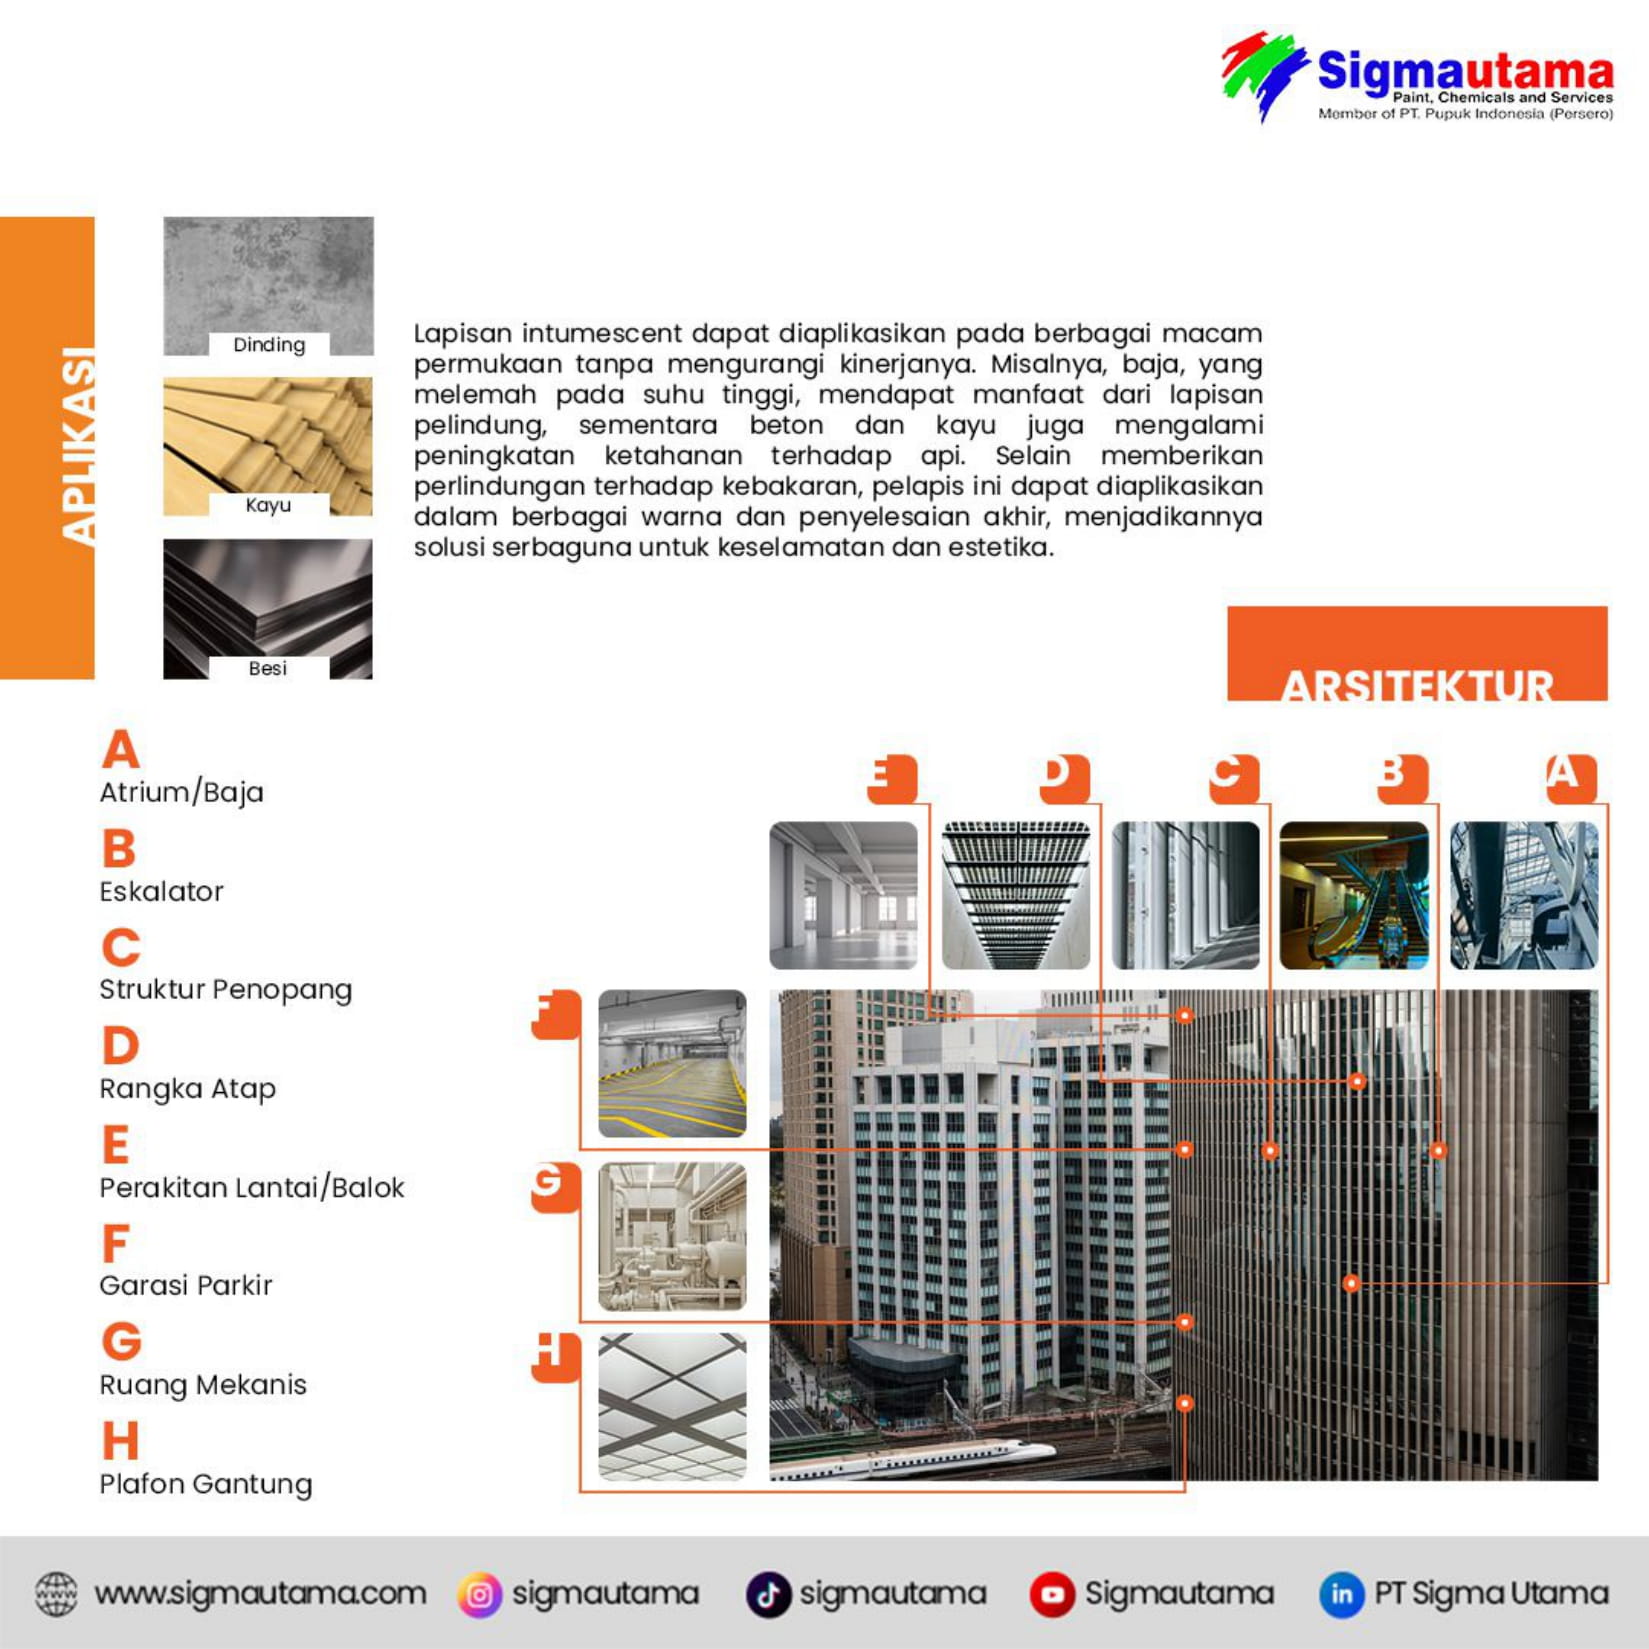 Sigmautama
Paint, Chemicals and Services
Member of PT. Pupuk Indonesia (Persero)
APLIKASI
Dinding
Kayu
Besi
Lapisan intumescent dapat diaplikasikan pada berbagai macam
permukaan tanpa mengurangi kinerjanya. Misalnya, baja, yang
melemah pada suhu tinggi, mendapat manfaat dari lapisan
pelindung, sementara beton dan kayu juga mengalami
peningkatan ketahanan terhadap api. Selain memberikan
perlindungan terhadap kebakaran, pelapis ini dapat diaplikasikan
dalam berbagai warna dan penyelesaian akhir, menjadikannya
solusi serbaguna untuk keselamatan dan estetika.
ARSITEKTUR
A
Atrium/Baja
B
Eskalator
C
Struktur Penopang
D
Rangka Atap
E
Perakitan Lantai/Balok
F
Garasi Parkir
G
Ruang Mekanis
H
Plafon Gantung
E D C B A
F
G
H
www.sigmautama.com sigmautama sigmautama Sigmautama PT Sigma Utama